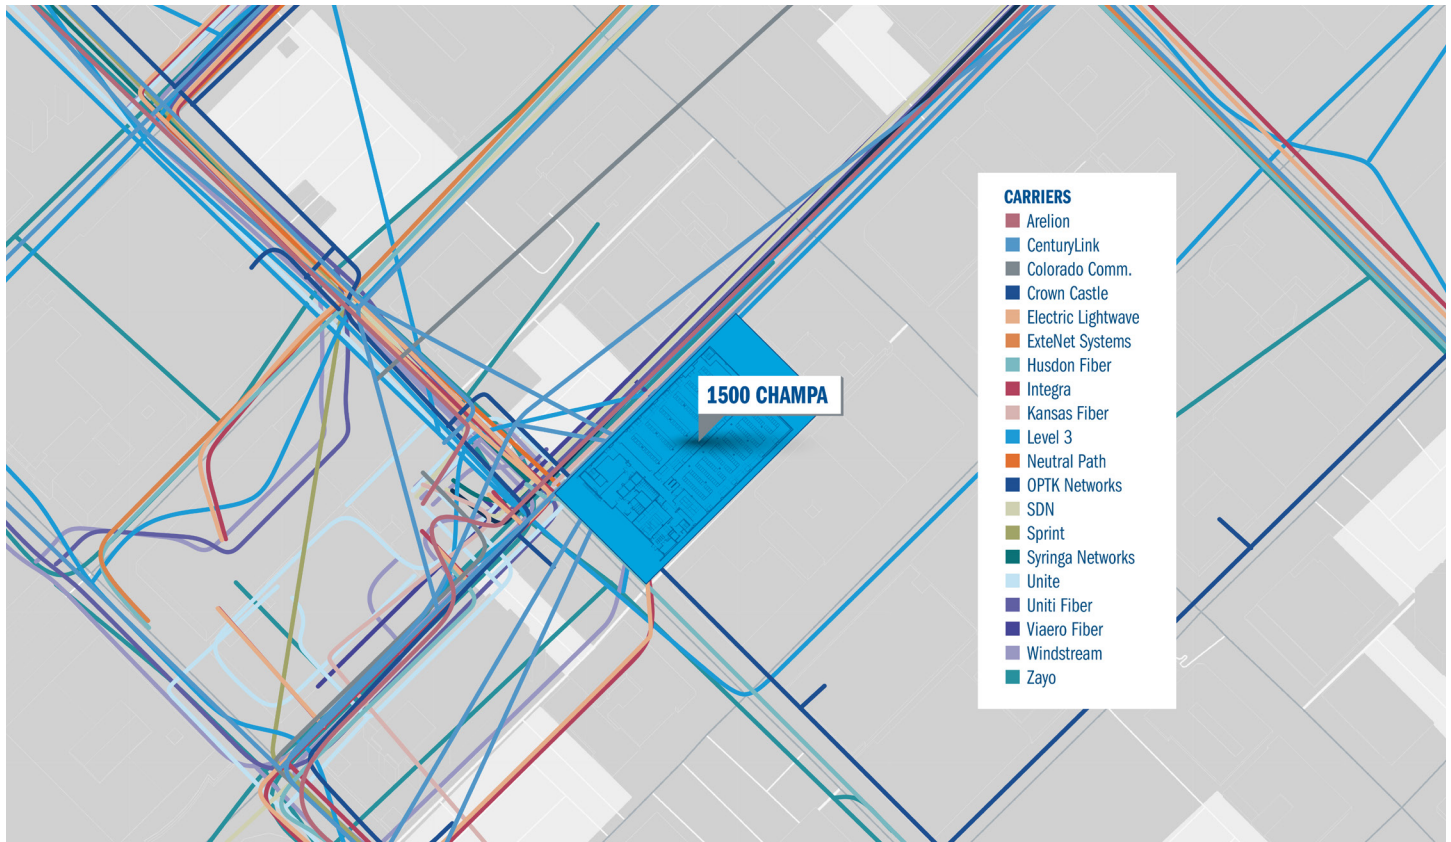 1500 CHAMPA
CARRIERS
Arelion
CenturyLink
Colorado Comm.
Crown Castle
Electric Lightwave
ExteNet Systems
Husdon Fiber
Integra
Kansas Fiber
Level 3
Neutral Path
OPTK Networks
SDN
Sprint
Syringa Networks
Unite
Uniti Fiber
Viaero Fiber
Windstream
Zayo